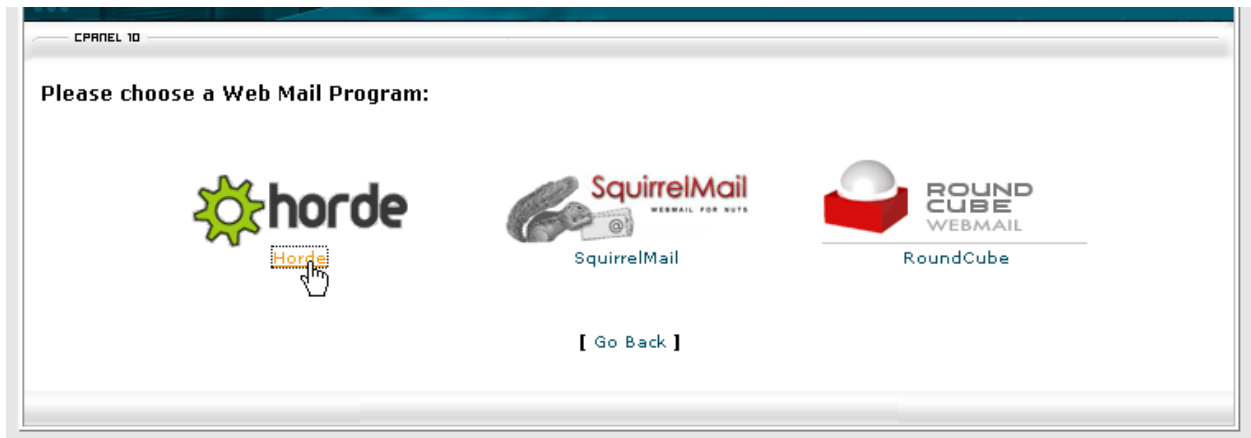 CPANEL 10
Please choose a Web Mail Program:
horde
SquirrelMail
WEBMAIL FOR NUTS
@
ROUND
CUBE
WEBMAIL
Horde
SquirrelMail
RoundCube
[ Go Back ]